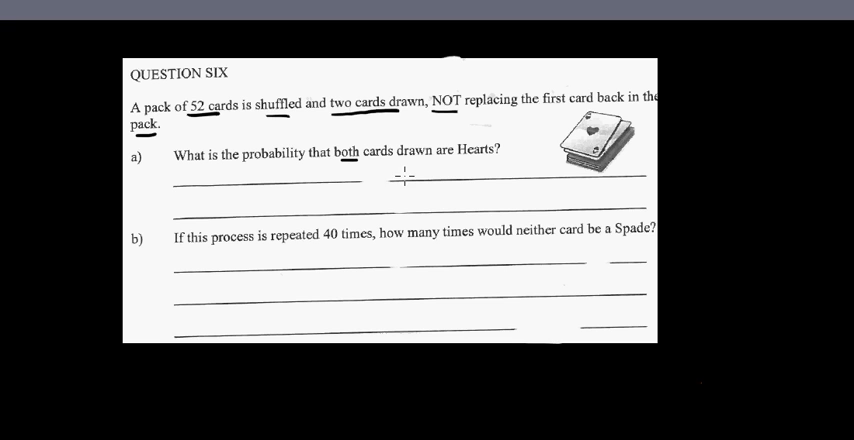 QUESTION SIX
A pack of 52 cards is shuffled and two cards drawn, NOT replacing the first card back in the
pack.
a) What is the probability that both cards drawn are Hearts?
b) If this process is repeated 40 times, how many times would neither card be a Spade?